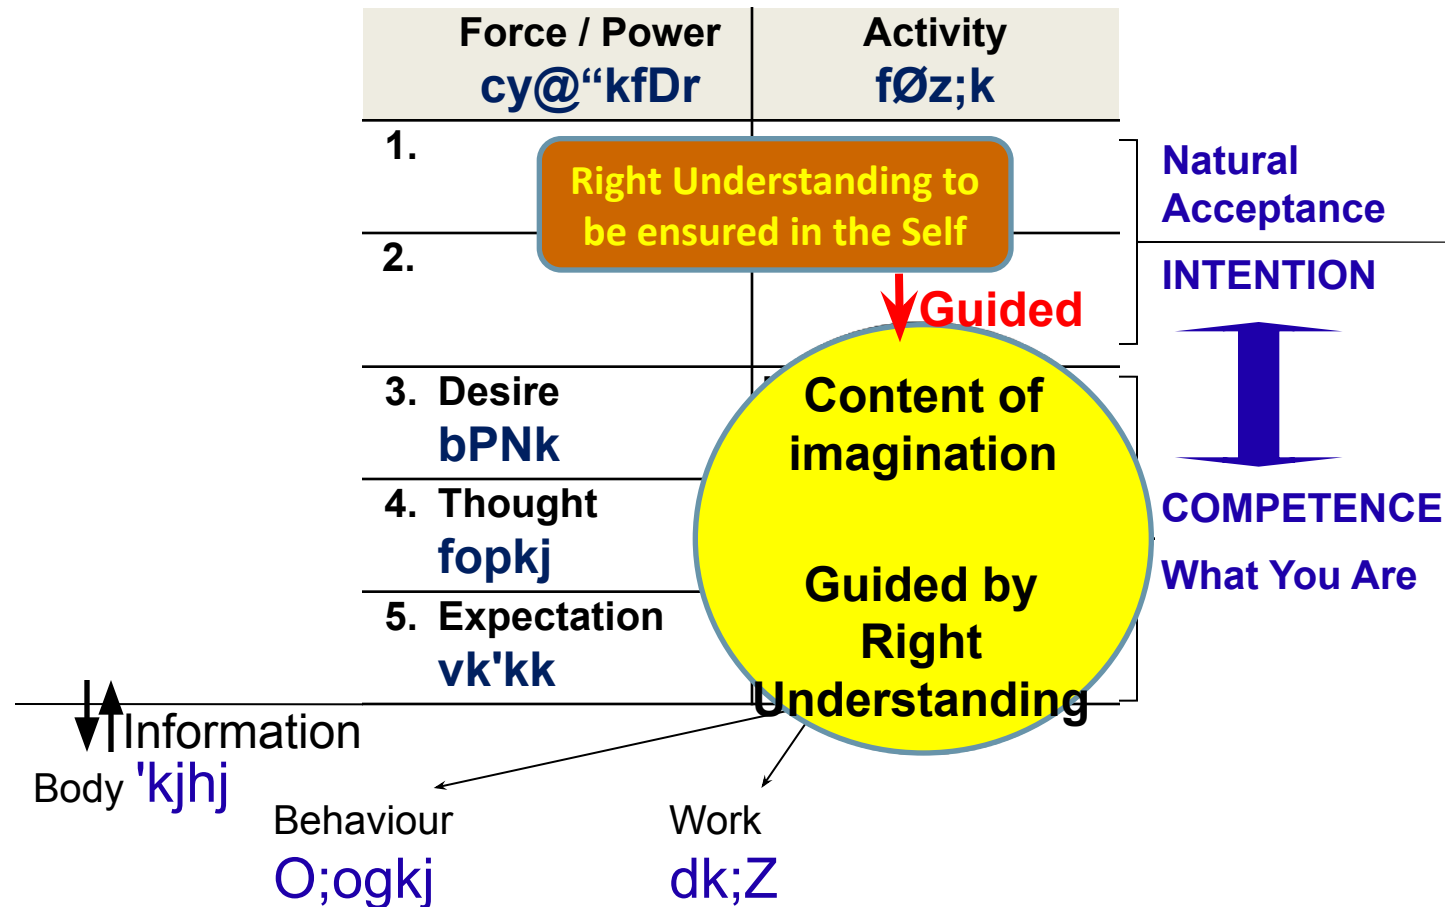 Force / Power
cy@“kfDr
Activity
fØz;k
1.
Right Understanding to
be ensured in the Self
Natural
Acceptance
2.
INTENTION
Guided
3. Desire
bPNk
Content of
imagination
4. Thought
fopkj
COMPETENCE
What You Are
Guided by
Right
Understanding
5. Expectation
vk'kk
Information
Body 'kjhj
Behaviour
O;ogkj
Work
dk;Z